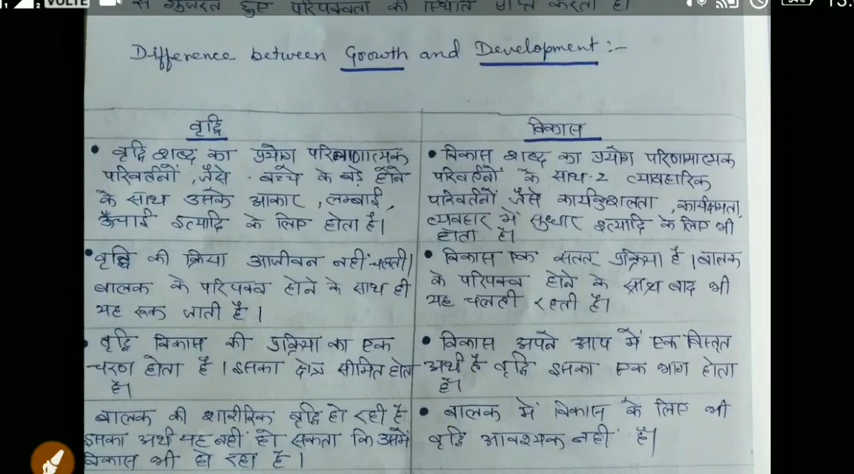 VOLTE
से गुजरते हुए परिपक्वता की स्थिति प्राप्त करता है।
Difference between Growth and Development:-
वृद्धि
• वृद्धि शब्द का प्रयोग परिमाणात्मक
परिवर्तनों, जैसे - बच्चे के बड़े होने
के साथ उसके आकार, लम्बाई,
ऊँचाई इत्यादि के लिए होता है।
• वृद्धि की क्रिया आजीवन नहीं चलती।
बालक के परिपक्व होने के साथ ही
यह रूक जाती है।
• वृद्धि विकास की प्रक्रिया का एक
चरण होता है। इसका क्षेत्र सीमित होता
है।
बालक की शारीरिक वृद्धि हो रही है
इसका अर्थ यह नही हो सकता कि उसमें
विकास भी हो रहा है।
विकास
• विकास शब्द का प्रयोग परिणामात्मक
परिवर्तनों के साथ-2 व्यावहारिक
परिवर्तनों जैसे कार्यकुशलता, कार्यक्षमता,
व्यवहार में सुधार इत्यादि के लिए भी
होता है।
• विकास एक सतत प्रक्रिया है। बालक
के परिपक्व होने के साथ बाद भी
यह चलती रहती है।
• विकास अपने आप में एक विस्तृत
अर्थ है वृद्धि इसका एक भाग होता
है।
• बालक में विकास के लिए भी
वृद्धि आवश्यक नहीं है।